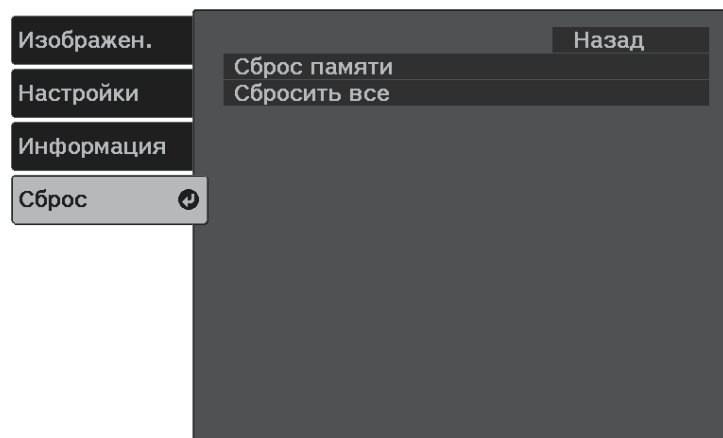 Изображен.
Настройки
Информация
Сброс
Назад
Сброс памяти
Сбросить все